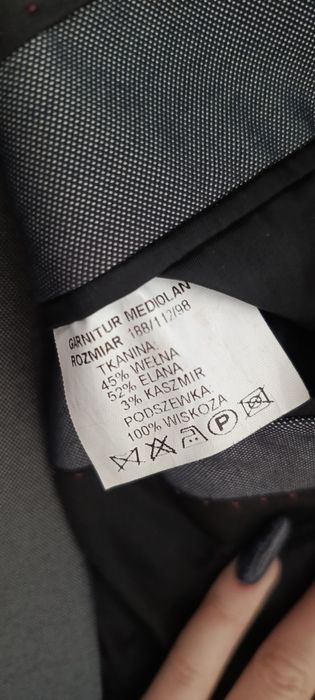 GARNITUR MEDIOLAN
ROZMIAR 188/112/98
TKANINA:
45% WEŁNA
52% ELANA
3% KASZMIR
PODSZEWKA:
100% WISKOZA
P